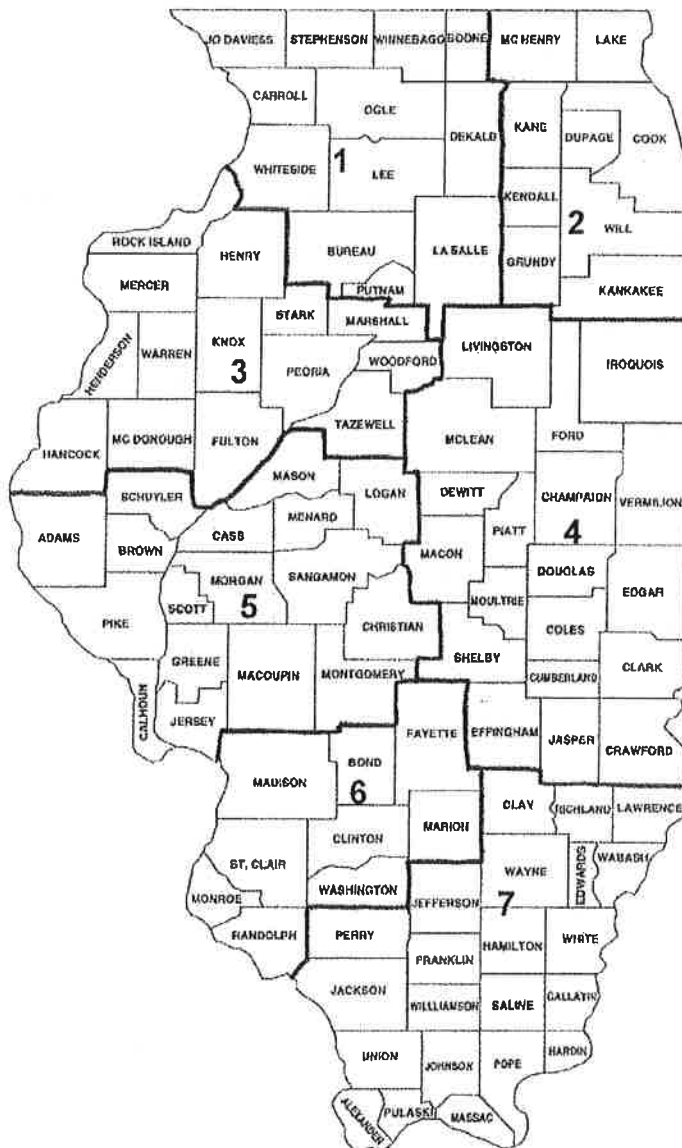 JO DAVIESS STEPHENSON WINNEBAGO BOONE MC HENRY LAKE
CARROLL OGLE DEKALB KANE DUPAGE COOK
WHITESIDE 1 LEE KENDALL 2 WILL
ROCK ISLAND HENRY BUREAU LA SALLE GRUNDY
MERCER PUTNAM KANKAKEE
STARK MARSHALL LIVINGSTON
HENDERSON WARREN KNOX 3 PEORIA WOODFORD IROQUOIS
HANCOCK MC DONOUGH FULTON TAZEWELL MCLEAN FORD
MASON
SCHUYLER LOGAN DEWITT CHAMPAIGN VERMILION
ADAMS BROWN CASS MENARD MACON PIATT 4
MORGAN SANGAMON DOUGLAS EDGAR
PIKE SCOTT 5 CHRISTIAN MOULTRIE COLES
GREENE MACOUPIN MONTGOMERY SHELBY CUMBERLAND CLARK
CALHOUN JERSEY
FAYETTE EFFINGHAM JASPER CRAWFORD
MADISON BOND
6 CLAY RICHLAND LAWRENCE
CLINTON MARION
ST. CLAIR WAYNE EDWARDS WABASH
MONROE WASHINGTON JEFFERSON 7
RANDOLPH PERRY HAMILTON WHITE
FRANKLIN
JACKSON WILLLIAMSON SALINE GALLATIN
UNION JOHNSON POPE HARDIN
ALEXANDER PULASKI MASSAC